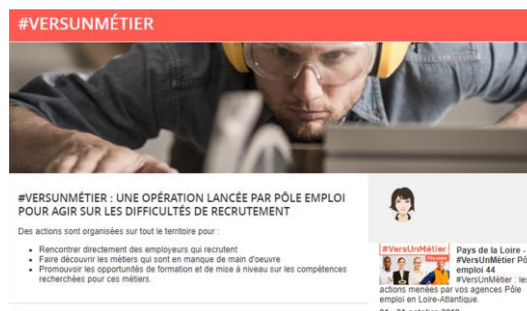 #VERSUNMÉTIER
#VERSUNMÉTIER : UNE OPÉRATION LANCÉE PAR PÔLE EMPLOI
POUR AGIR SUR LES DIFFICULTÉS DE RECRUTEMENT
Des actions sont organisées sur tout le territoire pour :
Rencontrer directement des employeurs qui recrutent
Faire découvrir les métiers qui sont en manque de main d'oeuvre
Promouvoir les opportunités de formation et de mise à niveau sur les compétences
recherchées pour ces métiers.
#VersUnMétier
Pays de la Loire -
#VersUnMétier Pô
emploi 44
#VersUnMétier : les
actions menées par vos agences Pôle
emploi en Loire-Atlantique.